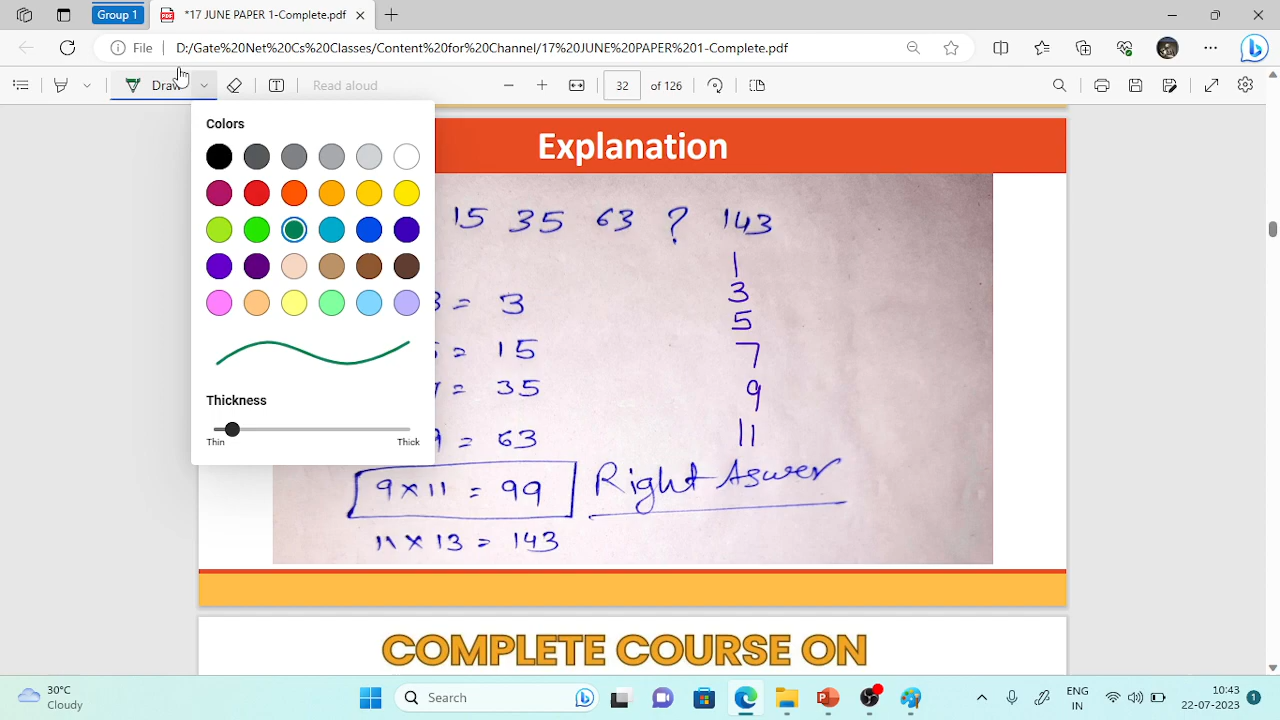 Group 1
*17 JUNE PAPER 1-Complete.pdf
File
D:/Gate%20Net%20Cs%20Classes/Content%20for%20Channel/17%20JUNE%20PAPER%201-Complete.pdf
Draw
Read aloud
32
of 126
Colors
Thickness
Thin
Thick
Explanation
15 35 63 ? 143
1
3
5
7
9
11
3 = 3
= 15
= 35
9 = 63
9 × 11 = 99
Right Aswer
11 × 13 = 143
COMPLETE COURSE ON
30°C
Cloudy
Search
ENG
IN
10:43
22-07-2023
1